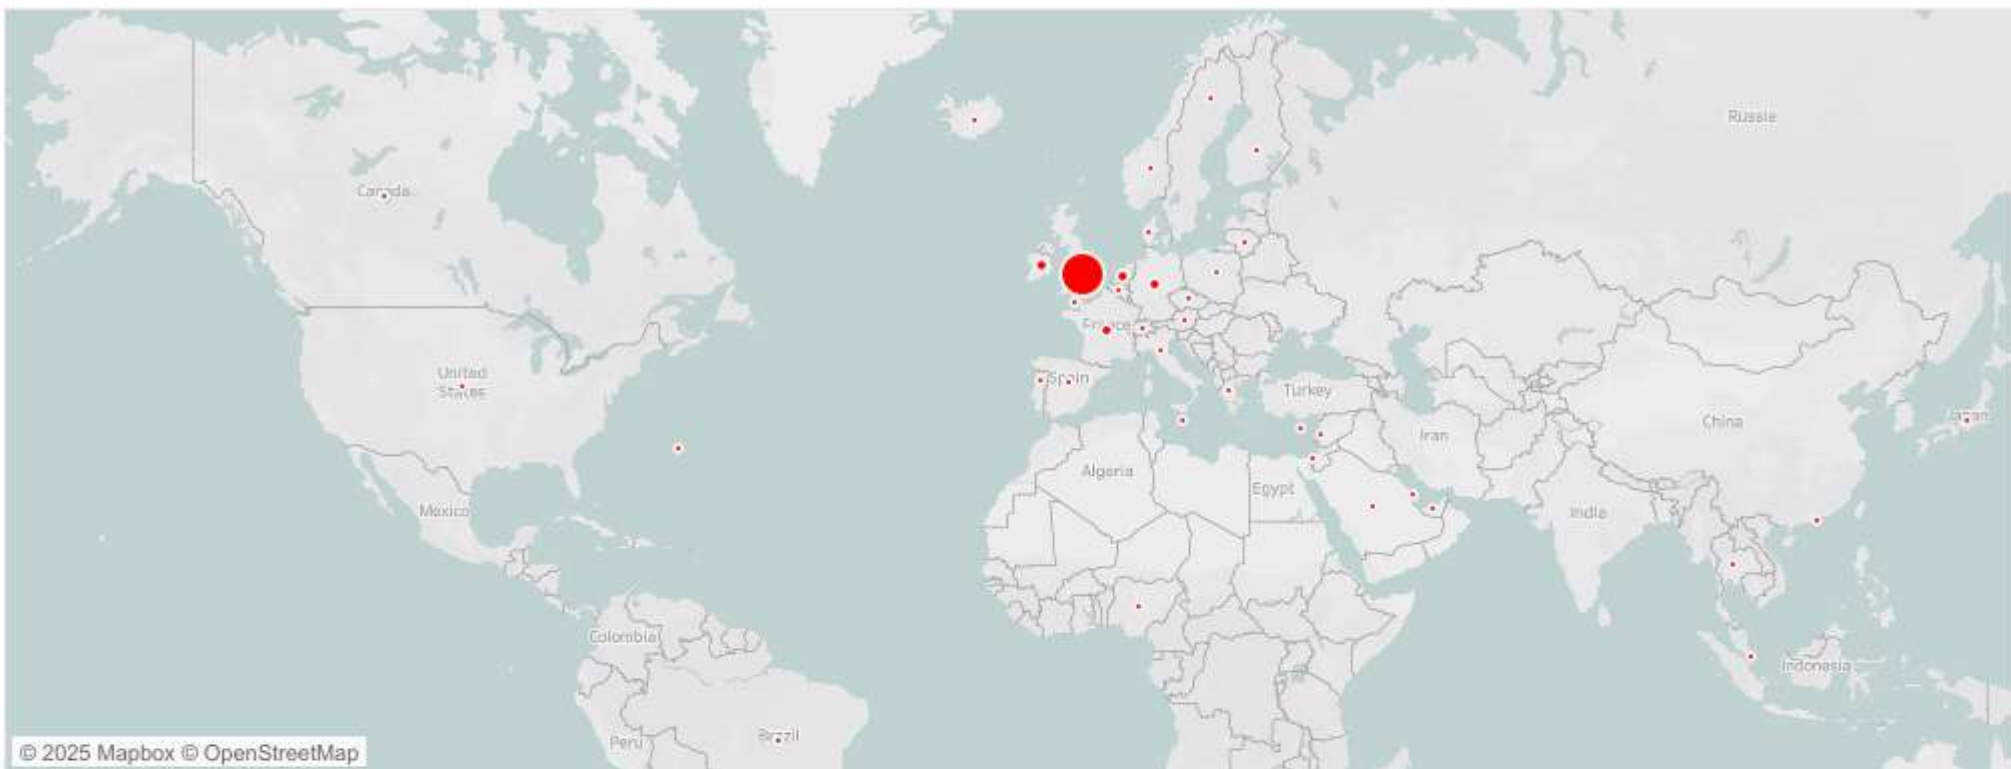 Russie
Canada
France
United
States
Spain
Turkey
Japan
China
Iran
Algeria
Egypt
Mexico
India
Colombia
Indonesia
Peru
Brazil
© 2025 Mapbox © OpenStreetMap